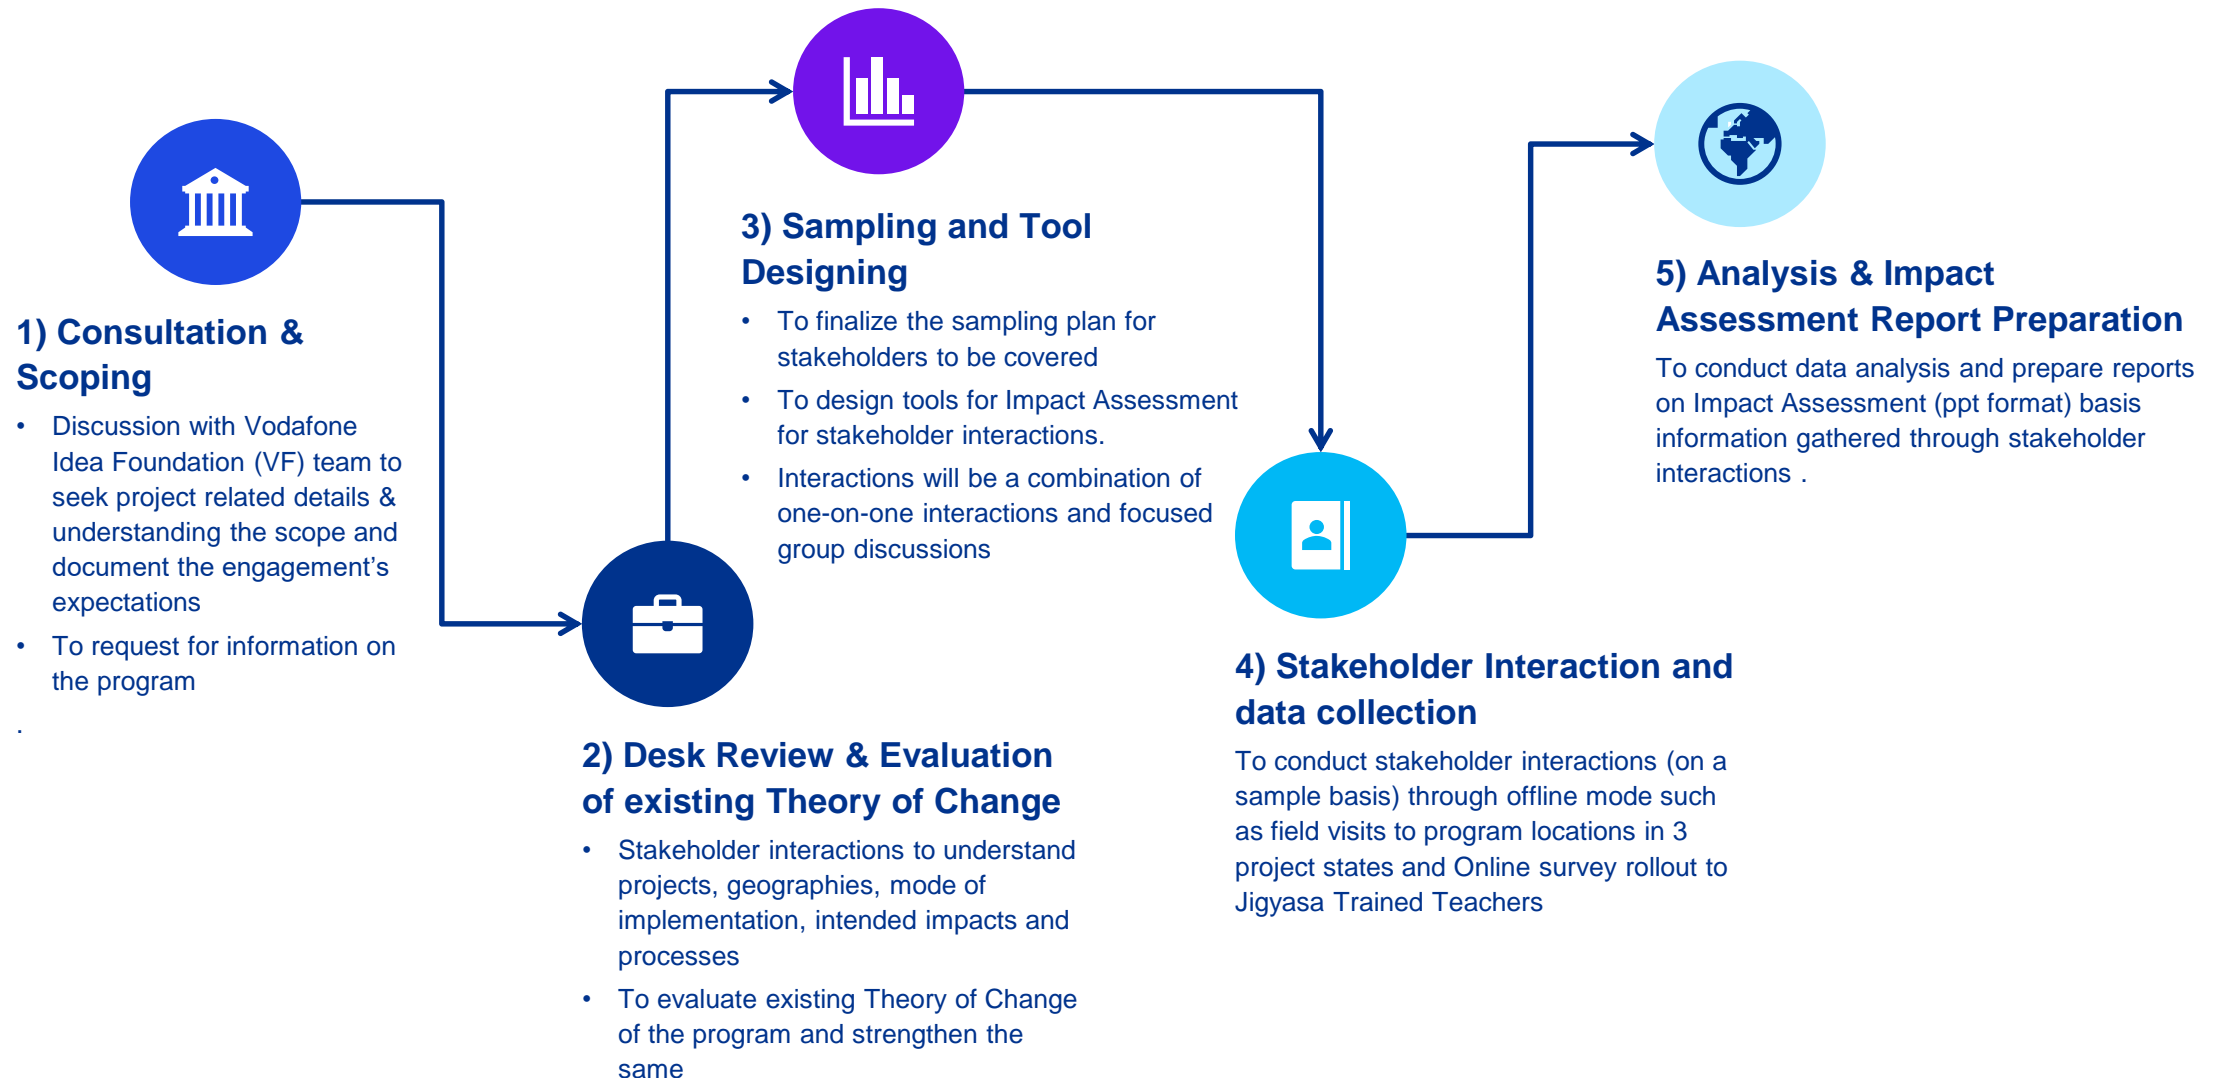 1) Consultation &
Scoping
• Discussion with Vodafone
Idea Foundation (VF) team to
seek project related details &
understanding the scope and
document the engagement’s
expectations
• To request for information on
the program
.
2) Desk Review & Evaluation
of existing Theory of Change
• Stakeholder interactions to understand
projects, geographies, mode of
implementation, intended impacts and
processes
• To evaluate existing Theory of Change
of the program and strengthen the
same
3) Sampling and Tool
Designing
• To finalize the sampling plan for
stakeholders to be covered
• To design tools for Impact Assessment
for stakeholder interactions.
• Interactions will be a combination of
one-on-one interactions and focused
group discussions
4) Stakeholder Interaction and
data collection
To conduct stakeholder interactions (on a
sample basis) through offline mode such
as field visits to program locations in 3
project states and Online survey rollout to
Jigyasa Trained Teachers
5) Analysis & Impact
Assessment Report Preparation
To conduct data analysis and prepare reports
on Impact Assessment (ppt format) basis
information gathered through stakeholder
interactions .